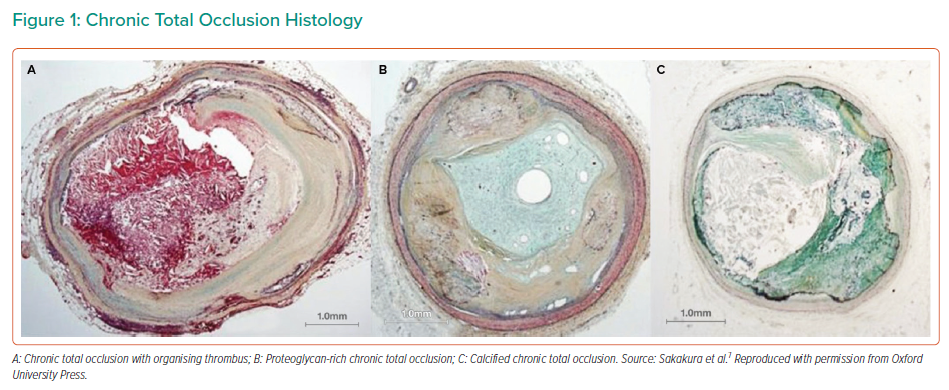 Figure 1: Chronic Total Occlusion Histology
A
B
C
1.0mm
1.0mm
1.0mm
A: Chronic total occlusion with organising thrombus; B: Proteoglycan-rich chronic total occlusion; C: Calcified chronic total occlusion. Source: Sakakura et al.⁷ Reproduced with permission from Oxford
University Press.